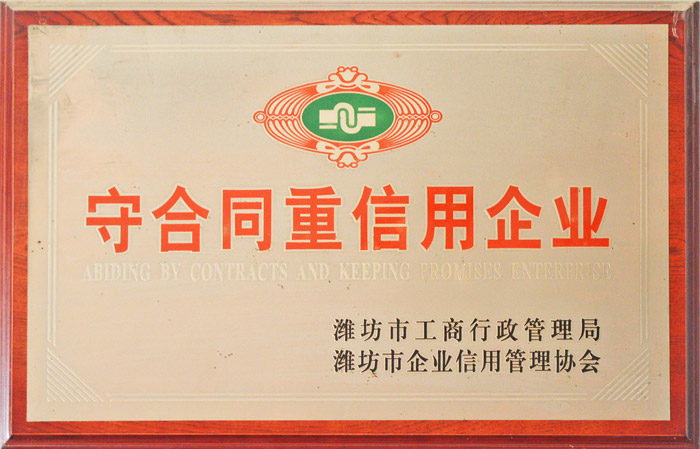 守合同重信用企业
ABIDING BY CONTRACTS AND KEEPING PROMISES ENTERPRISE
潍坊市工商行政管理局
潍坊市企业信用管理协会